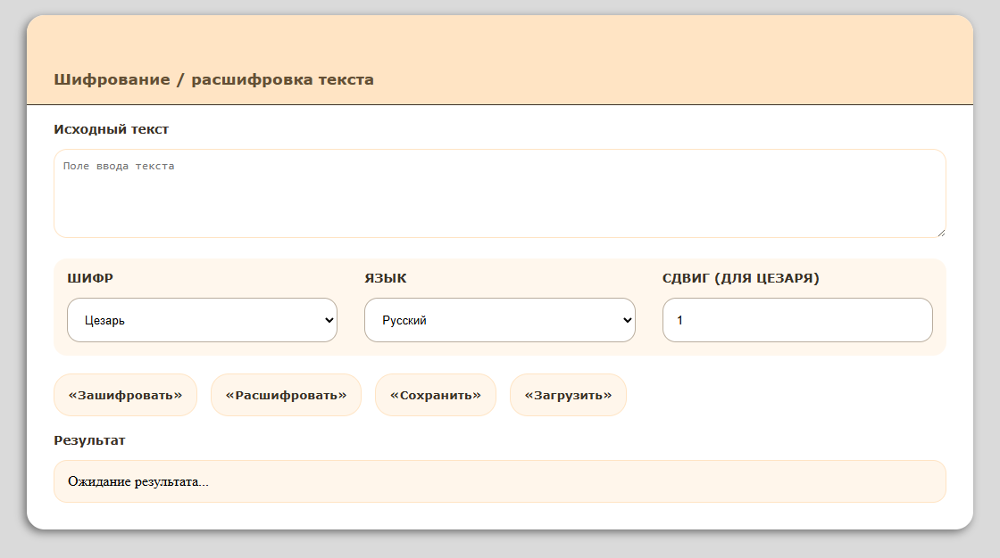 Шифрование / расшифровка текста
Исходный текст
Поле ввода текста
ШИФР ЯЗЫК СДВИГ (ДЛЯ ЦЕЗАРЯ)
Цезарь Русский 1
«Зашифровать» «Расшифровать» «Сохранить» «Загрузить»
Результат
Ожидание результата...